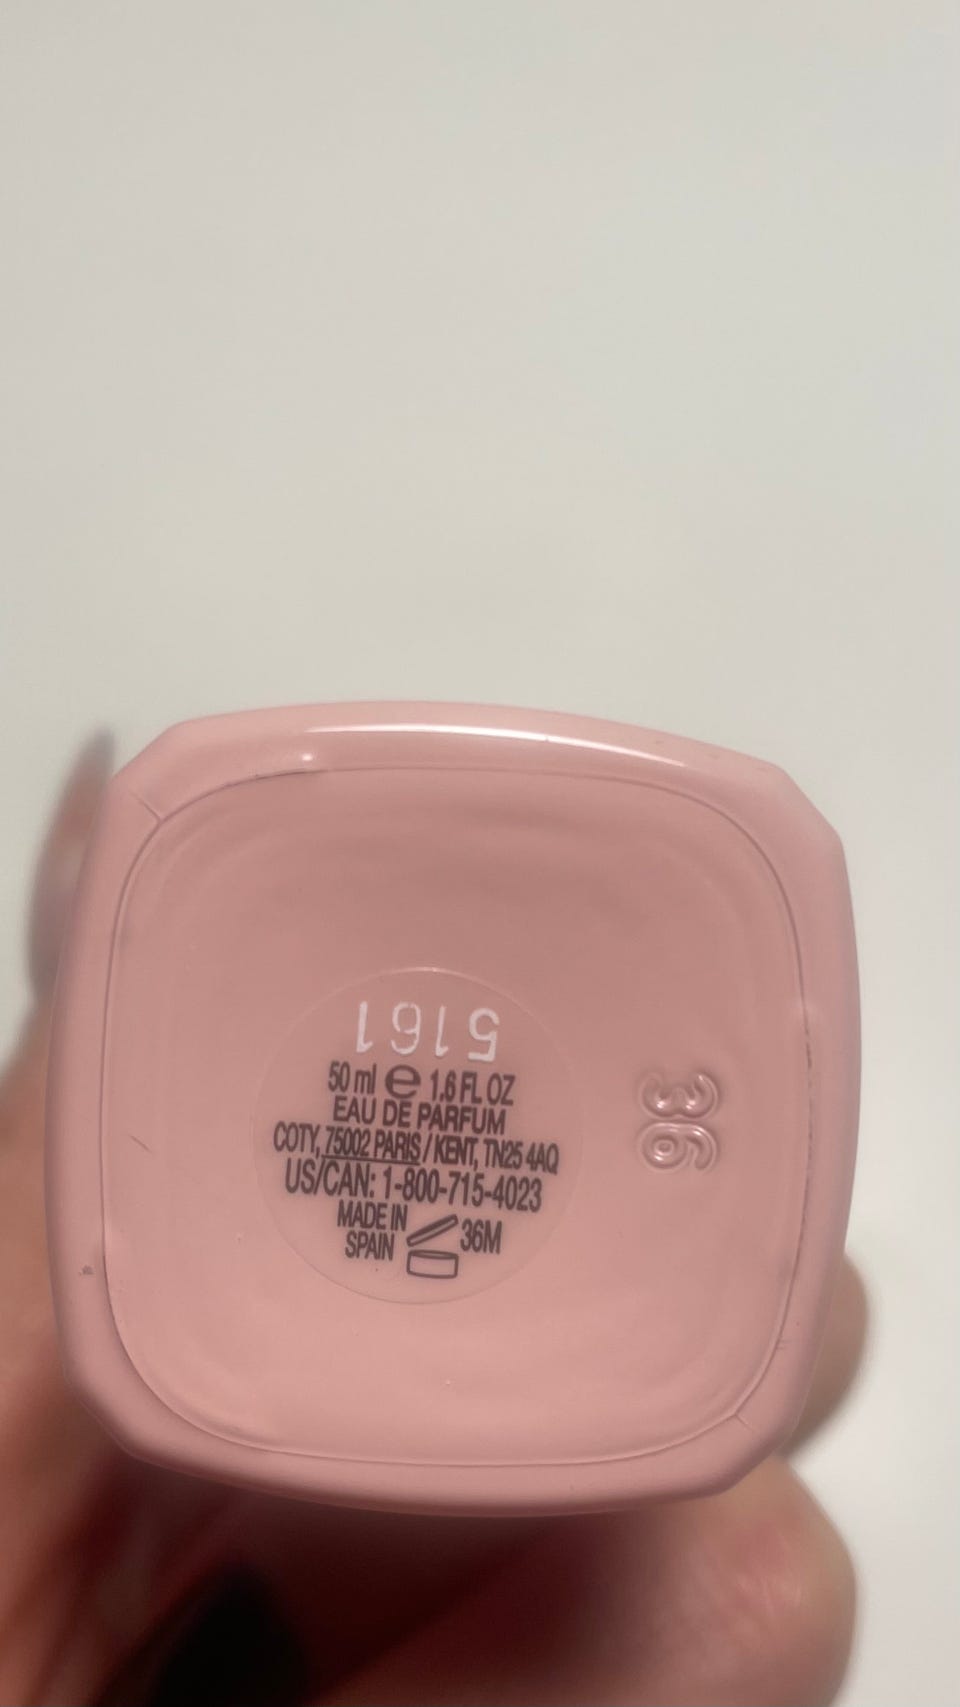 5161
50 ml e 1.6 FL OZ
EAU DE PARFUM
COTY, 75002 PARIS / KENT, TN25 4AQ
US/CAN: 1-800-715-4023
MADE IN
SPAIN 36M
36